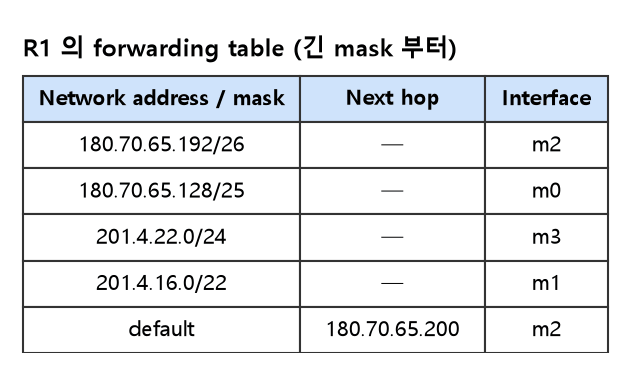 R1 의 forwarding table (긴 mask 부터)
Network address / mask Next hop Interface
180.70.65.192/26 — m2
180.70.65.128/25 — m0
201.4.22.0/24 — m3
201.4.16.0/22 — m1
default 180.70.65.200 m2